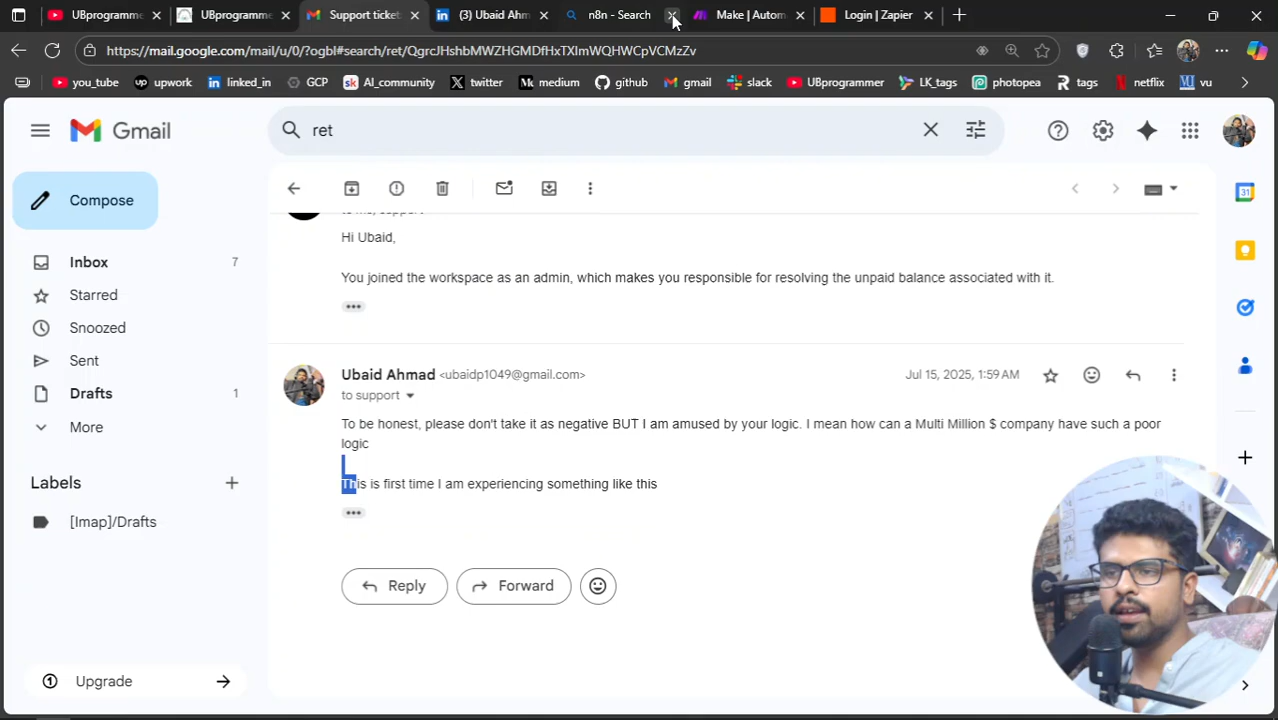 UBprogramme
UBprogramme
Support ticket
(3) Ubaid Ahm
n8n - Search
Make | Autom
Login | Zapier
https://mail.google.com/mail/u/0/?ogbl#search/ret/QgrcJHshbMWZHGMDfHxTXlmWQHWCpVCMzZv
you_tube
upwork
linked_in
GCP
AI_community
twitter
medium
github
gmail
slack
UBprogrammer
LK_tags
photopea
tags
netflix
vu
Gmail
ret
Compose
Inbox 7
Starred
Snoozed
Sent
Drafts 1
More
Labels
[Imap]/Drafts
Upgrade
to me, support
Hi Ubaid,
You joined the workspace as an admin, which makes you responsible for resolving the unpaid balance associated with it.
Ubaid Ahmad <ubaidp1049@gmail.com>
Jul 15, 2025, 1:59 AM
to support
To be honest, please don't take it as negative BUT I am amused by your logic. I mean how can a Multi Million $ company have such a poor
logic
This is first time I am experiencing something like this
Reply
Forward